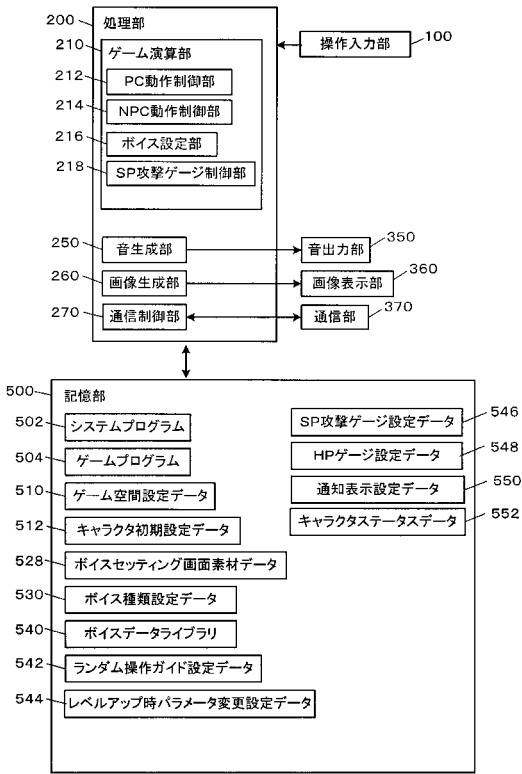 200
処理部
210
ゲーム演算部
操作入力部
100
212
PC動作制御部
214
NPC動作制御部
216
ボイス設定部
218
SP攻撃ゲージ制御部
250
音生成部
音出力部
350
260
画像生成部
画像表示部
360
270
通信制御部
通信部
370
500
記憶部
502
システムプログラム
504
ゲームプログラム
510
ゲーム空間設定データ
512
キャラクタ初期設定データ
528
ボイスセッティング画面素材データ
530
ボイス種類設定データ
540
ボイスデータライブラリ
542
ランダム操作ガイド設定データ
544
レベルアップ時パラメータ変更設定データ
SP攻撃ゲージ設定データ
546
HPゲージ設定データ
548
通知表示設定データ
550
キャラクタステータスデータ
552